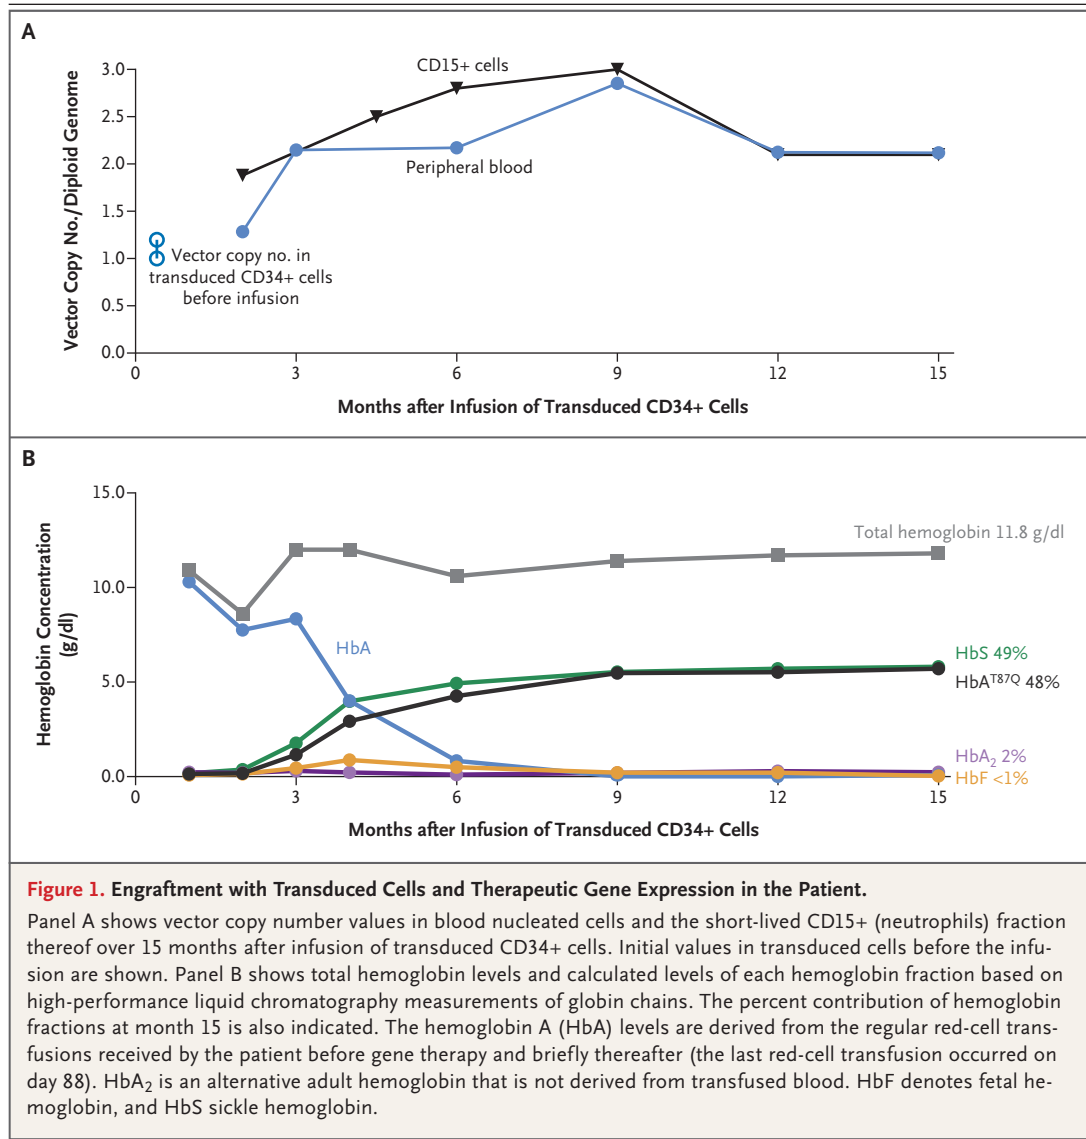 A
3.0
2.5
2.0
1.5
1.0
0.5
0.0
Vector Copy No./Diploid Genome
CD15+ cells
Peripheral blood
Vector copy no. in
transduced CD34+ cells
before infusion
0
3
6
9
12
15
Months after Infusion of Transduced CD34+ Cells
B
15.0
10.0
5.0
0.0
Hemoglobin Concentration
(g/dl)
Total hemoglobin 11.8 g/dl
HbA
HbS 49%
HbAT87Q 48%
HbA2 2%
HbF <1%
0
3
6
9
12
15
Months after Infusion of Transduced CD34+ Cells
Figure 1. Engraftment with Transduced Cells and Therapeutic Gene Expression in the Patient.
Panel A shows vector copy number values in blood nucleated cells and the short-lived CD15+ (neutrophils) fraction
thereof over 15 months after infusion of transduced CD34+ cells. Initial values in transduced cells before the infu-
sion are shown. Panel B shows total hemoglobin levels and calculated levels of each hemoglobin fraction based on
high-performance liquid chromatography measurements of globin chains. The percent contribution of hemoglobin
fractions at month 15 is also indicated. The hemoglobin A (HbA) levels are derived from the regular red-cell trans-
fusions received by the patient before gene therapy and briefly thereafter (the last red-cell transfusion occurred on
day 88). HbA2 is an alternative adult hemoglobin that is not derived from transfused blood. HbF denotes fetal he-
moglobin, and HbS sickle hemoglobin.